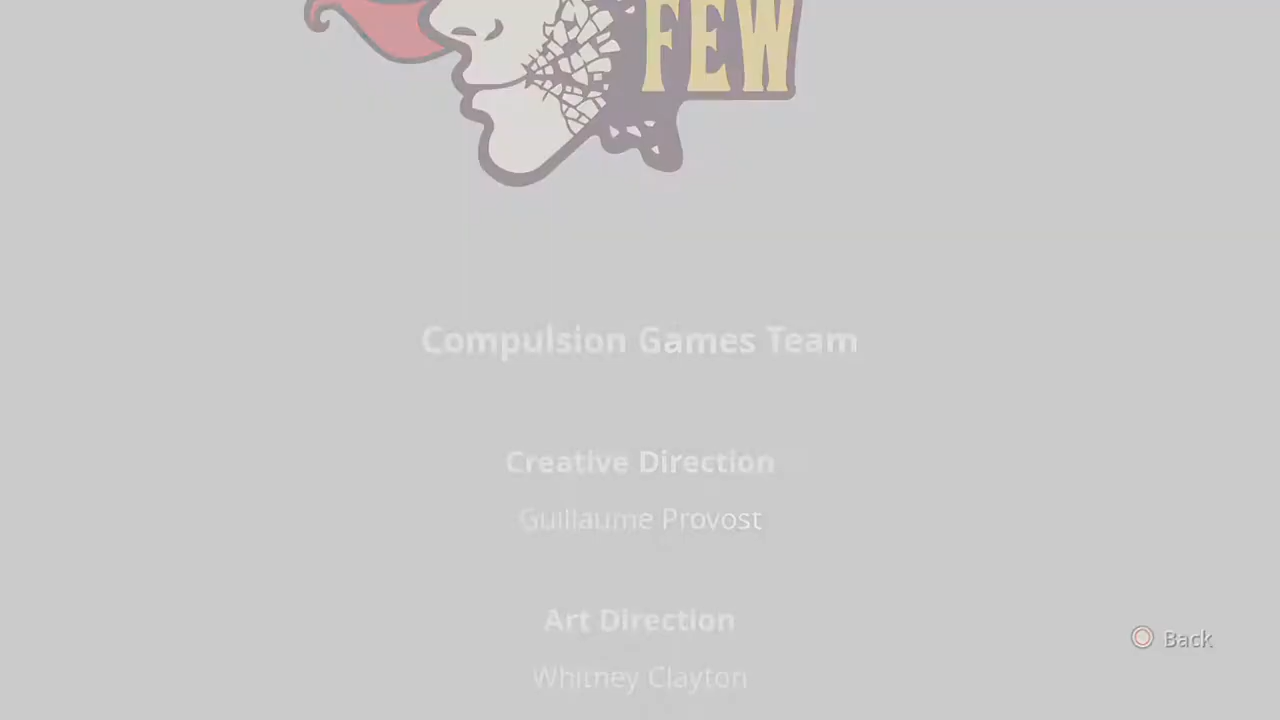 FEW
Compulsion Games Team
Creative Direction
Guillaume Provost
Art Direction
Whitney Clayton
Back